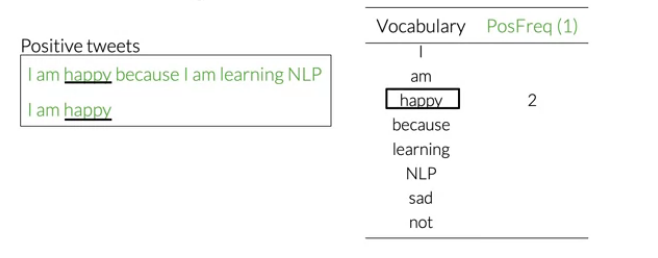 Positive tweets
I am happy because I am learning NLP
I am happy
Vocabulary PosFreq (1)
I
am
happy 2
because
learning
NLP
sad
not